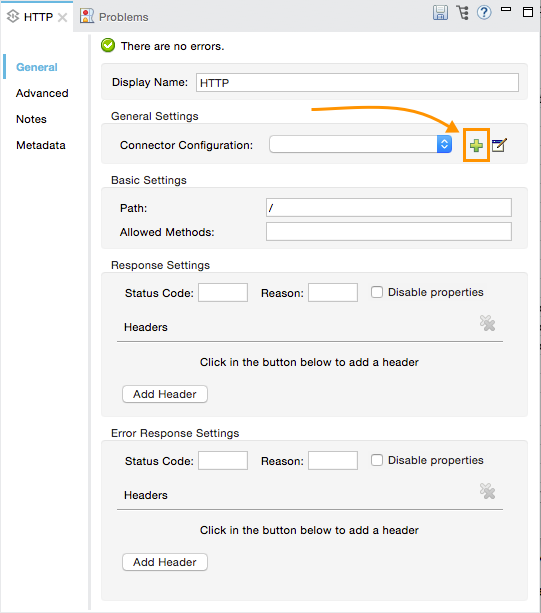 HTTP Problems
There are no errors.
General
Advanced
Notes
Metadata
Display Name: HTTP
General Settings
Connector Configuration:
Basic Settings
Path: /
Allowed Methods:
Response Settings
Status Code: Reason: Disable properties
Headers
Click in the button below to add a header
Add Header
Error Response Settings
Status Code: Reason: Disable properties
Headers
Click in the button below to add a header
Add Header